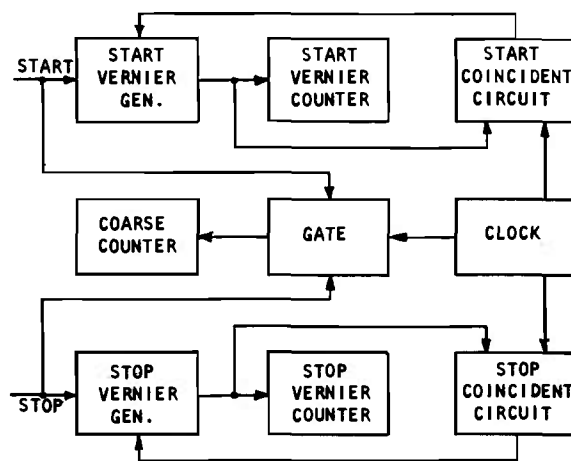 START
START
VERNIER
GEN.
START
VERNIER
COUNTER
START
COINCIDENT
CIRCUIT
COARSE
COUNTER
GATE
CLOCK
STOP
STOP
VERNIER
GEN.
STOP
VERNIER
COUNTER
STOP
COINCIDENT
CIRCUIT